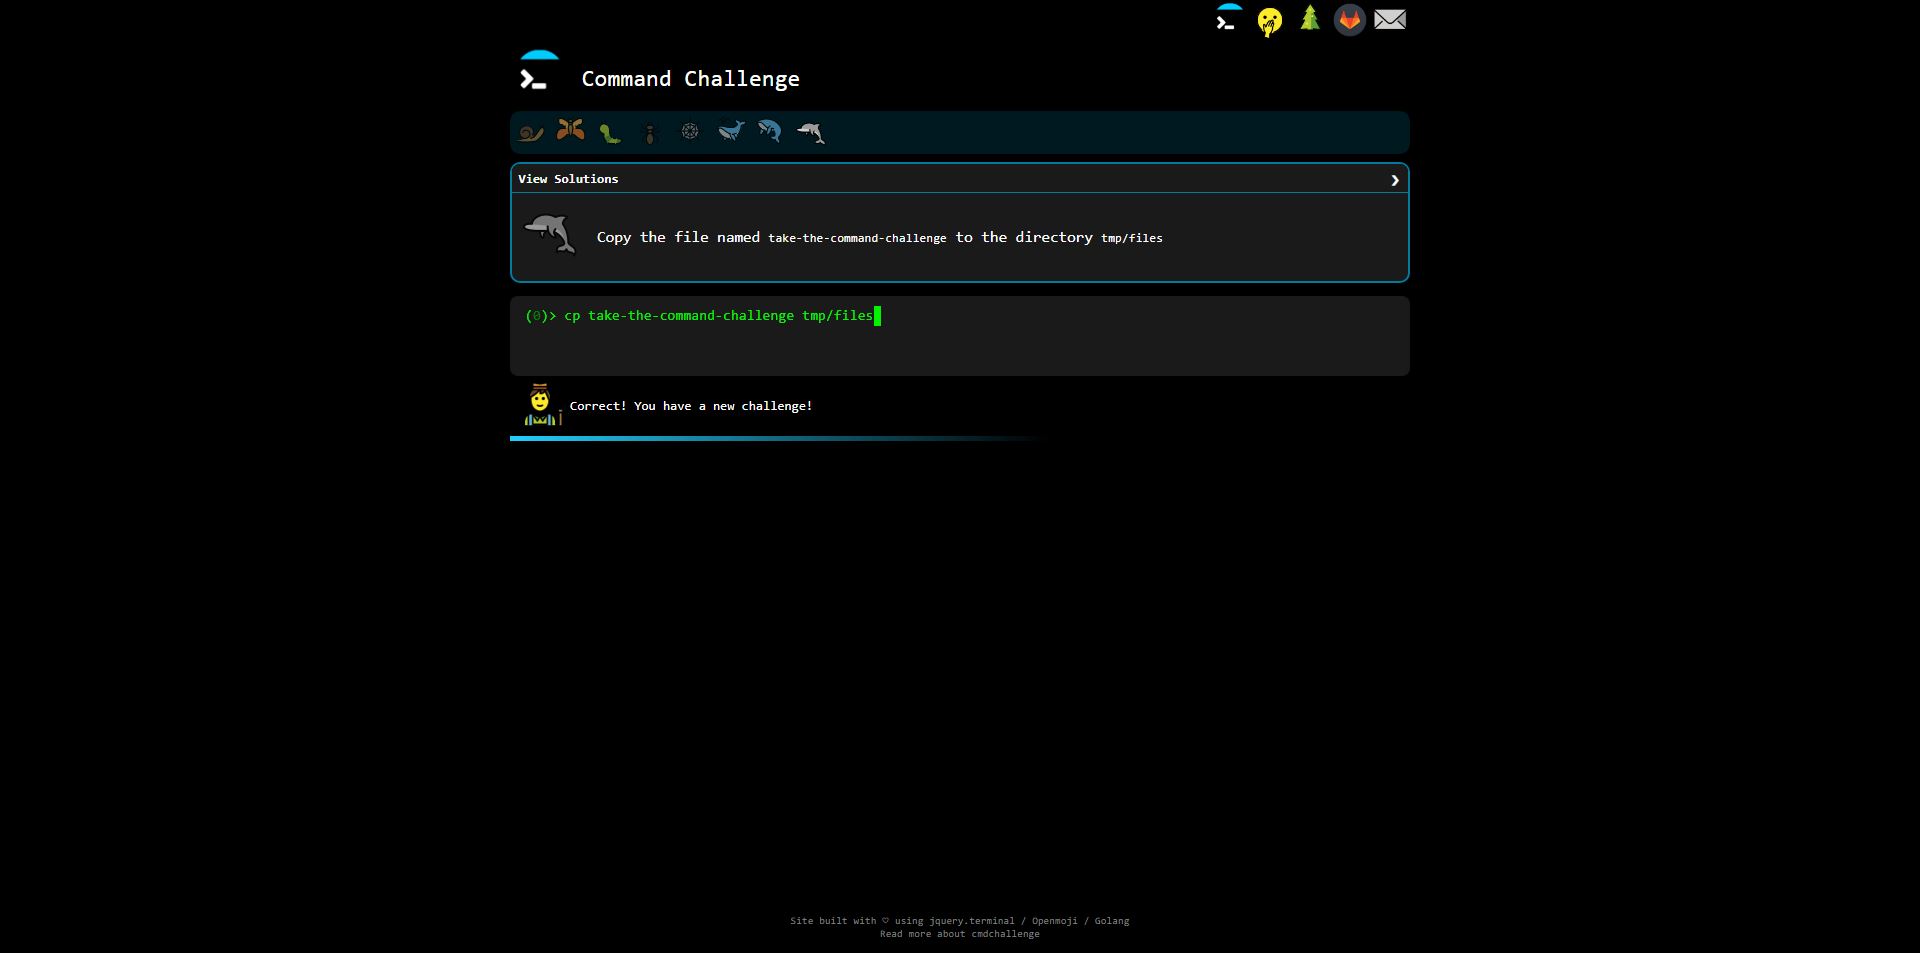 Command Challenge
View Solutions
Copy the file named take-the-command-challenge to the directory tmp/files
(0)> cp take-the-command-challenge tmp/files
Correct! You have a new challenge!
Site built with ♡ using jquery.terminal / Openmoji / Golang
Read more about cmdchallenge